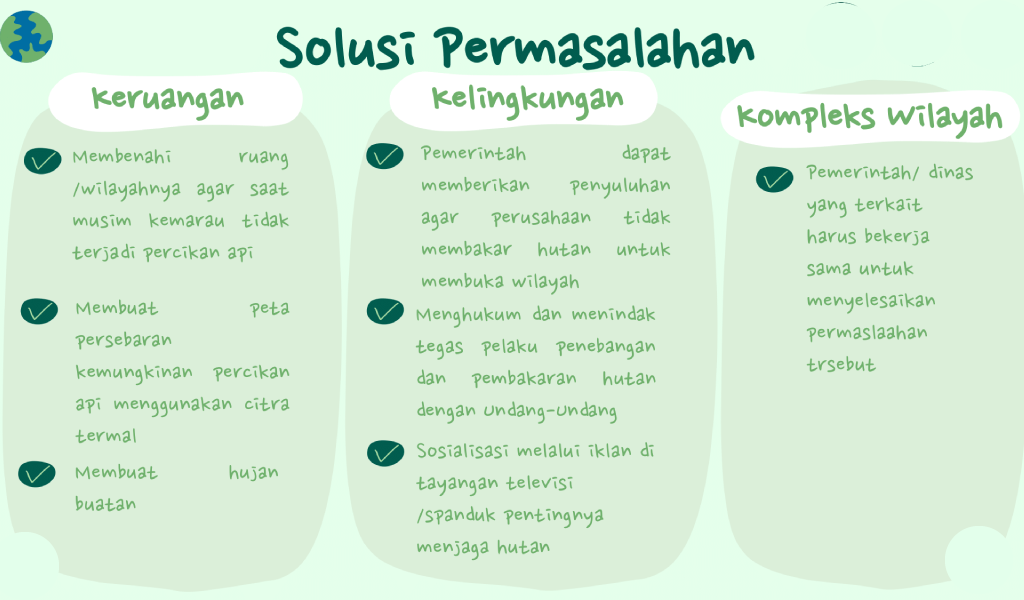 Solusi Permasalahan
Keruangan
Membenahi ruang
/wilayahnya agar saat
musim kemarau tidak
terjadi percikan api
Membuat peta
persebaran
kemungkinan percikan
api menggunakan citra
termal
Membuat hujan
buatan
Kelingkungan
Pemerintah dapat
memberikan penyuluhan
agar perusahaan tidak
membakar hutan untuk
membuka wilayah
Menghukum dan menindak
tegas pelaku penebangan
dan pembakaran hutan
dengan Undang-Undang
Sosialisasi melalui iklan di
tayangan televisi
/spanduk pentingnya
menjaga hutan
Kompleks Wilayah
Pemerintah/ dinas
yang terkait
harus bekerja
sama untuk
menyelesaikan
permaslaahan
trsebut